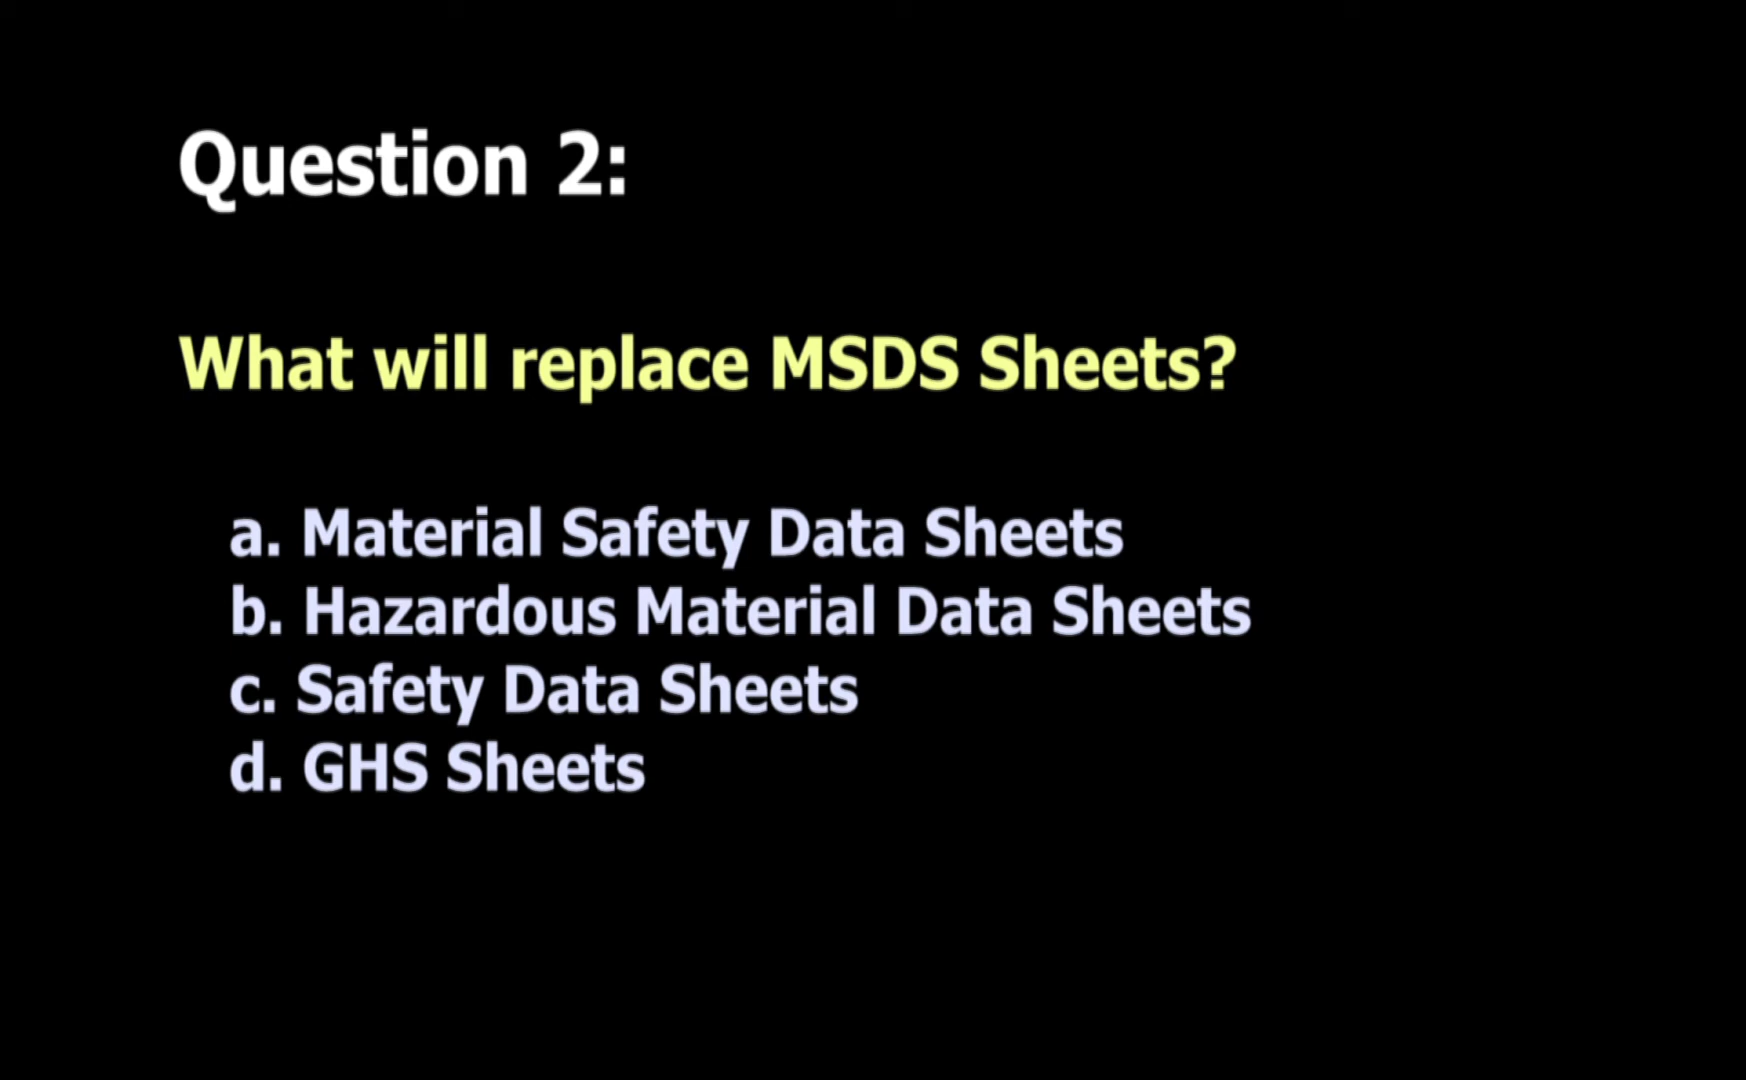 Question 2:
What will replace MSDS Sheets?
a. Material Safety Data Sheets
b. Hazardous Material Data Sheets
c. Safety Data Sheets
d. GHS Sheets